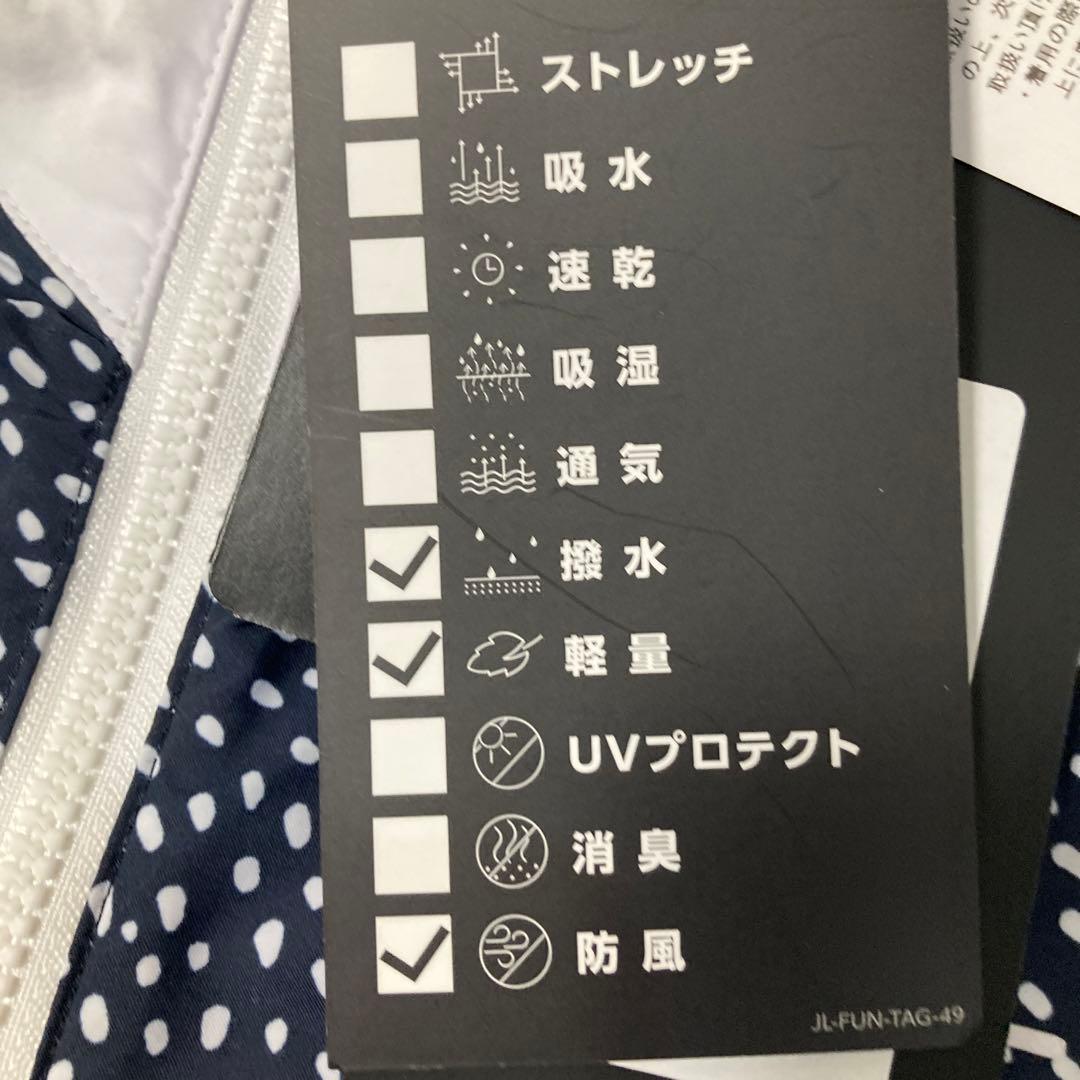 ストレッチ
吸水
速乾
吸湿
通気
撥水
軽量
UVプロテクト
消臭
防風
JL-FUN-TAG-49